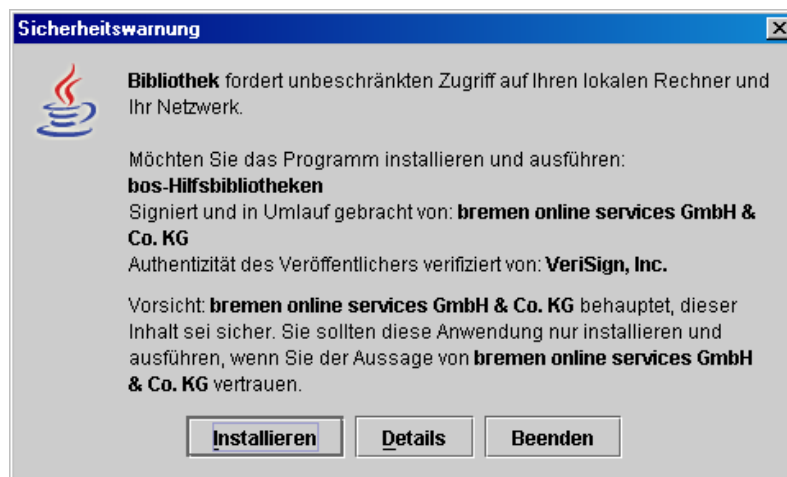 Sicherheitswarnung
Bibliothek fordert unbeschränkten Zugriff auf Ihren lokalen Rechner und
Ihr Netzwerk.
Möchten Sie das Programm installieren und ausführen:
bos-Hilfsbibliotheken
Signiert und in Umlauf gebracht von: bremen online services GmbH &
Co. KG
Authentizität des Veröffentlichers verifiziert von: VeriSign, Inc.
Vorsicht: bremen online services GmbH & Co. KG behauptet, dieser
Inhalt sei sicher. Sie sollten diese Anwendung nur installieren und
ausführen, wenn Sie der Aussage von bremen online services GmbH
& Co. KG vertrauen.
Installieren Details Beenden